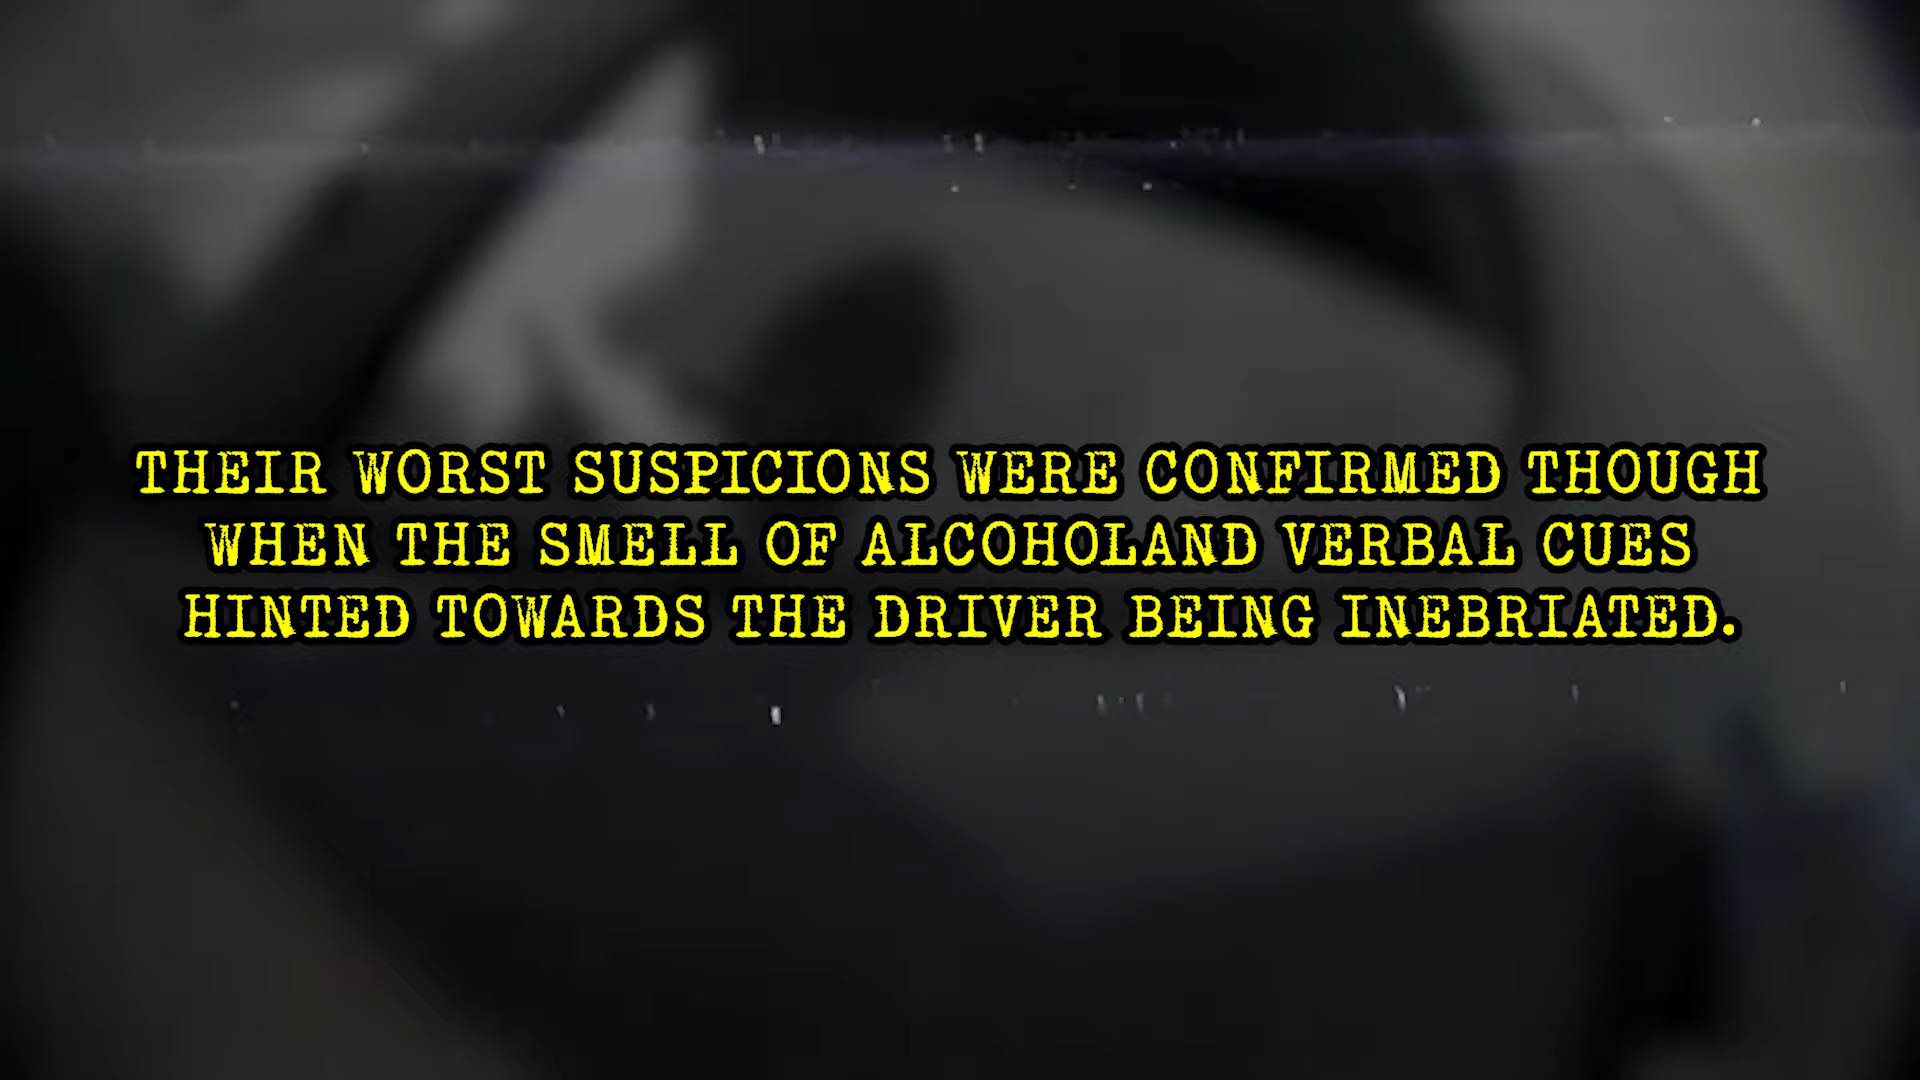 THEIR WORST SUSPICIONS WERE CONFIRMED THOUGH
WHEN THE SMELL OF ALCOHOLAND VERBAL CUES
HINTED TOWARDS THE DRIVER BEING INEBRIATED.